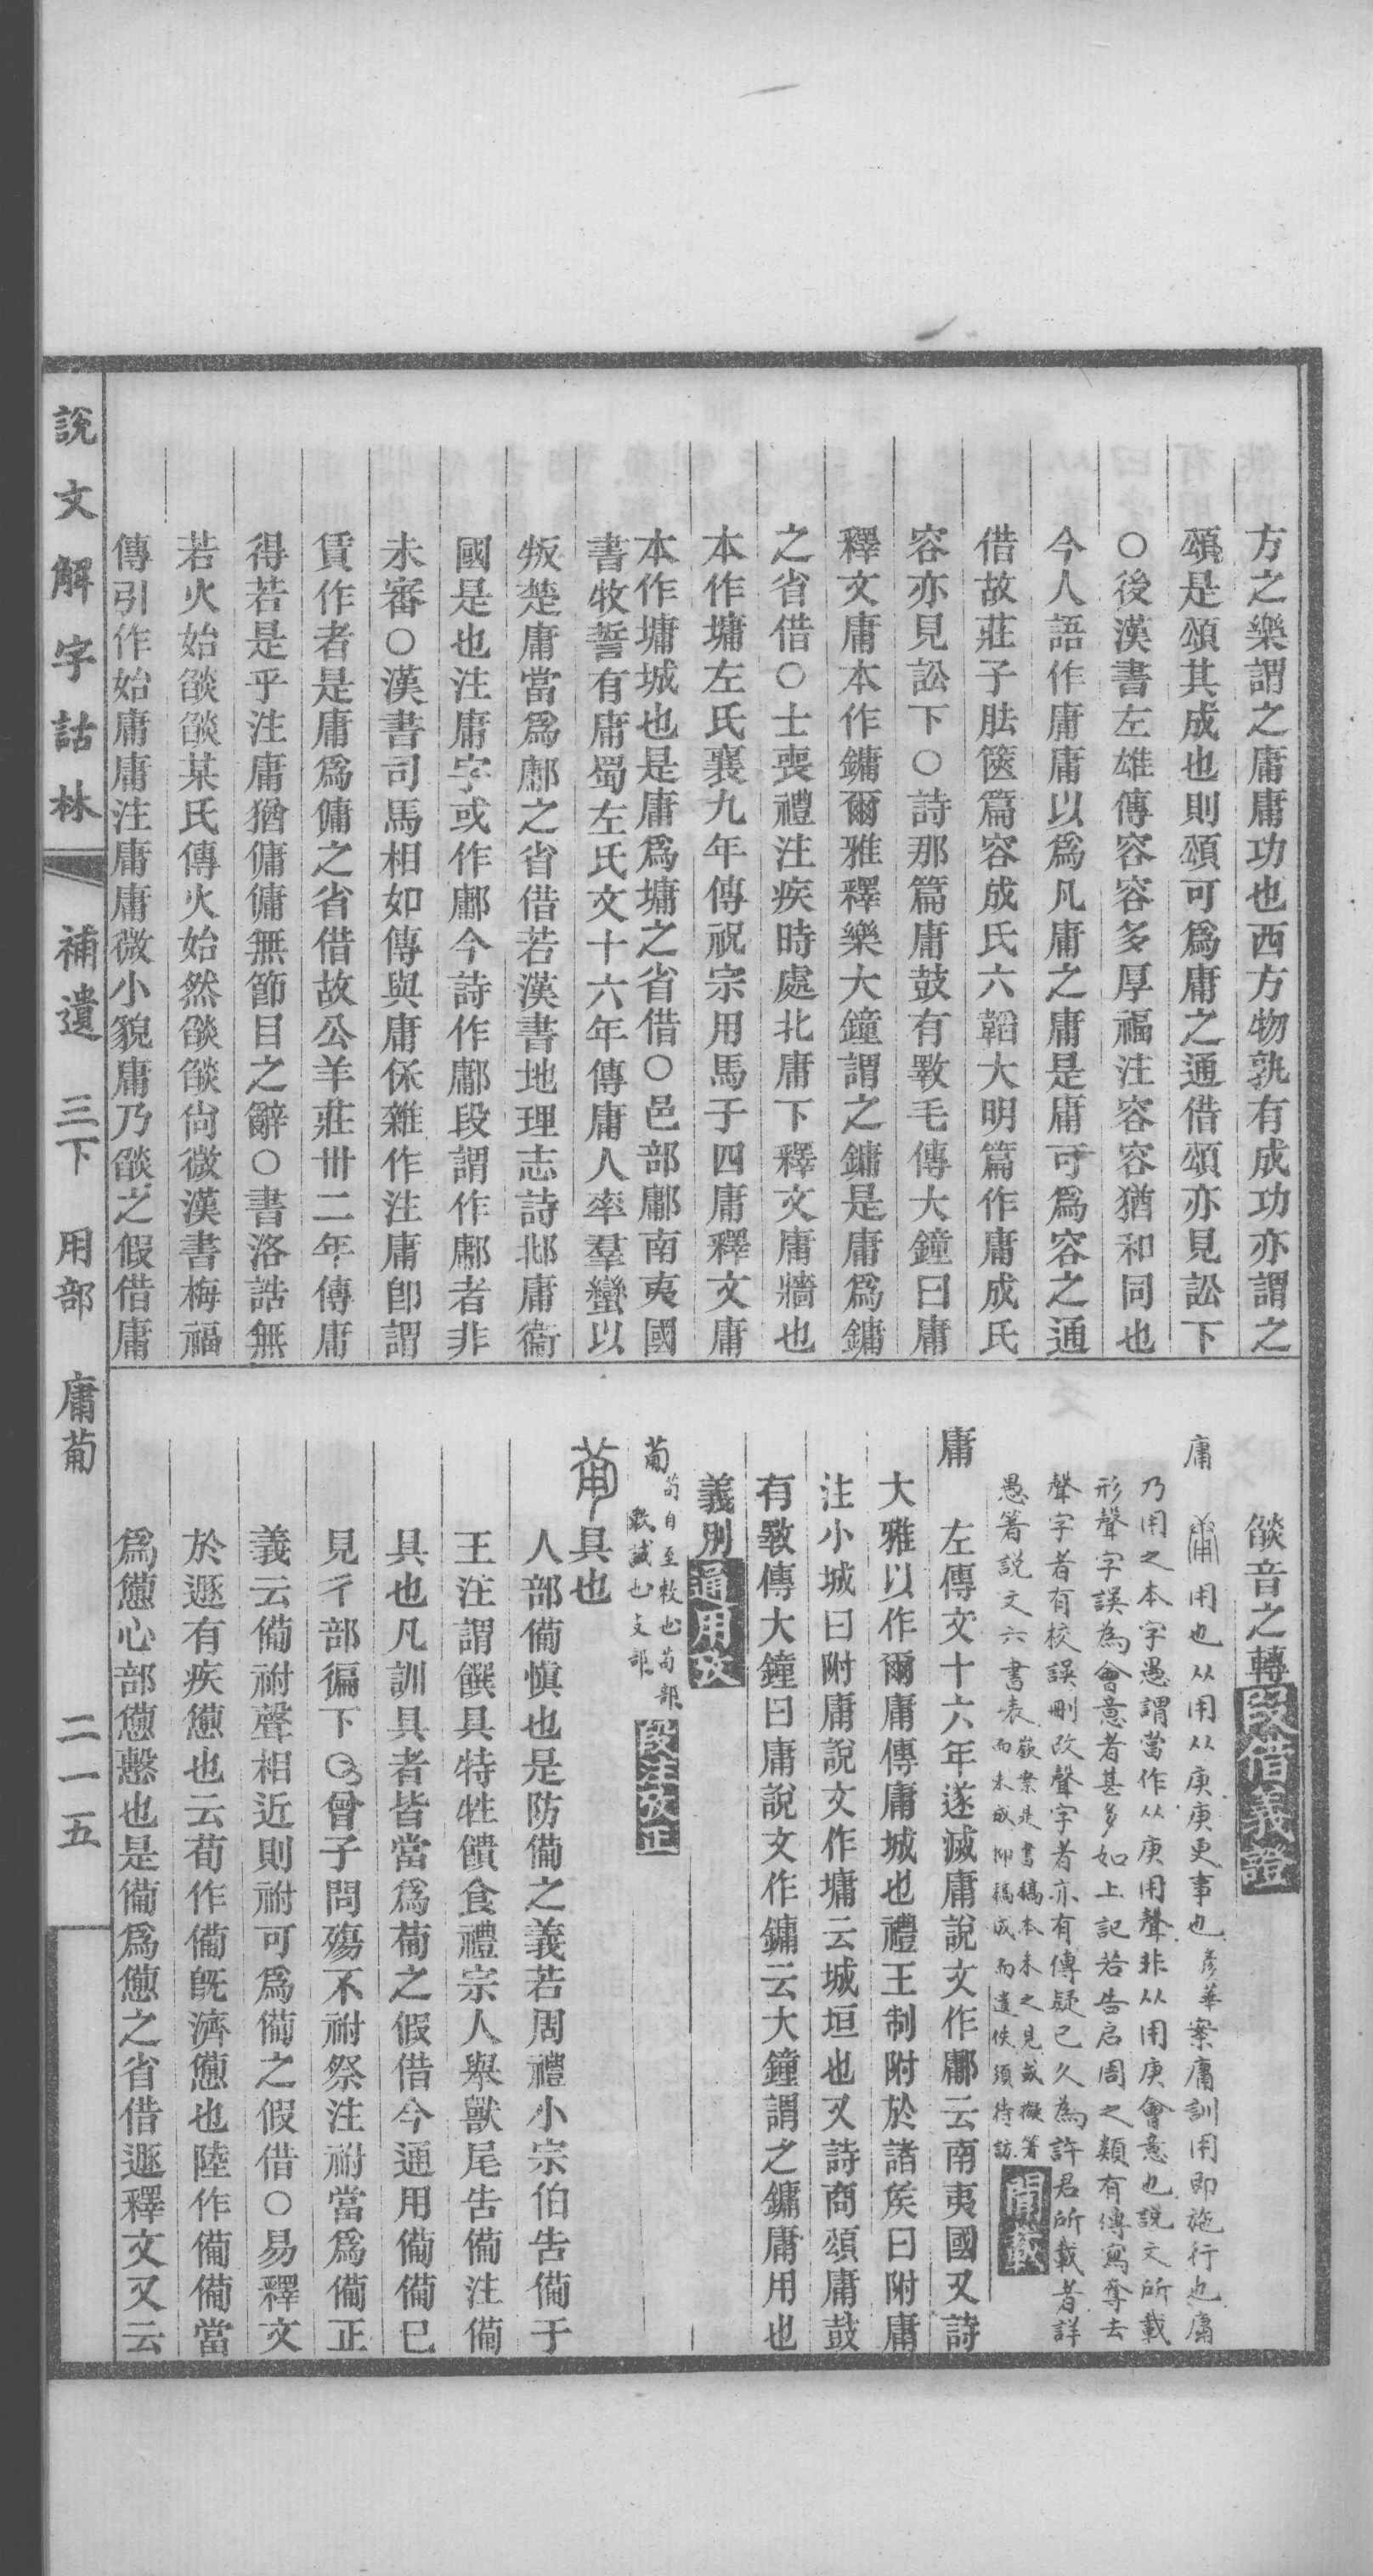 方之樂謂之庸庸功也西方物孰有成功亦謂之
頌是頌其成也則頌可爲庸之通借頌亦見訟下
○後漢書左雄傳容容多厚福注容容猶和同也
今人語作庸庸以爲凡庸之庸是庸可爲容之通
借故莊子胠篋篇容成氏六韜大明篇作庸成氏
容亦見訟下○詩那篇庸鼓有斁毛傳大鐘曰庸
釋文庸本作鏞爾雅釋樂大鐘謂之鏞是庸爲鏞
之省借○士喪禮注疾時處北庸下釋文庸牆也
本作墉左氏襄九年傳祝宗用馬于四庸釋文庸
本作墉城也是庸爲墉之省借○邑部鄘南夷國
書牧誓有庸蜀左氏文十六年傳庸人率羣蠻以
叛楚庸當爲鄘之省借若漢書地理志詩邶庸衞
國是也注庸字或作鄘今詩作鄘段謂作鄘者非
未審○漢書司馬相如傳與庸保雜作注庸卽謂
賃作者是庸爲傭之省借故公羊莊卅二年傳庸
得若是乎注庸猶傭傭無節目之辭○書洛誥無
若火始燄燄某氏傳火始然燄燄尙微漢書梅福
傳引作始庸庸注庸庸微小貌庸乃燄之假借庸
燄音之轉段借義證
庸 用也从用从庚庚更事也彥華案庸訓用即施行也庸
乃用之本字愚謂當作从庚用聲非从用庚會意也說文所載
形聲字誤為會意者甚多如上記若告启周之類有傳寫奪去
聲字者有校誤刪改聲字者亦有傳疑已久為許君所載者詳
愚箸説文六書表嶽案是書稿本未之見或擬箸
而未成抑稿成而遺佚須待訪
庸
左傳文十六年遂滅庸說文作鄘云南夷國又詩
大雅以作爾庸傳庸城也禮王制附於諸矦曰附庸
注小城曰附庸說文作墉云城垣也又詩商頌庸鼓
有斁傳大鐘曰庸說文作鏞云大鐘謂之鏞庸用也
義別通用攷
葡
茍自至敕也茍部
敕誡也攴部
段注攷正
具也
人部備愼也是防備之義若周禮小宗伯告備于
王注謂饌具特牲饋食禮宗人舉獸尾告備注備
具也凡訓具者皆當爲葡之假借今通用備備已
見彳部徧下○曾子問殤不祔祭注祔當爲備正
義云備祔聲相近則祔可爲葡之假借○易釋文
於遯有疾憊也云荀作備旣濟憊也陸作備備當
爲憊心部憊㦣也是備爲憊之省借遯釋文又云
說文解字詁林
補遺 三下 用部 庸葡
二一五